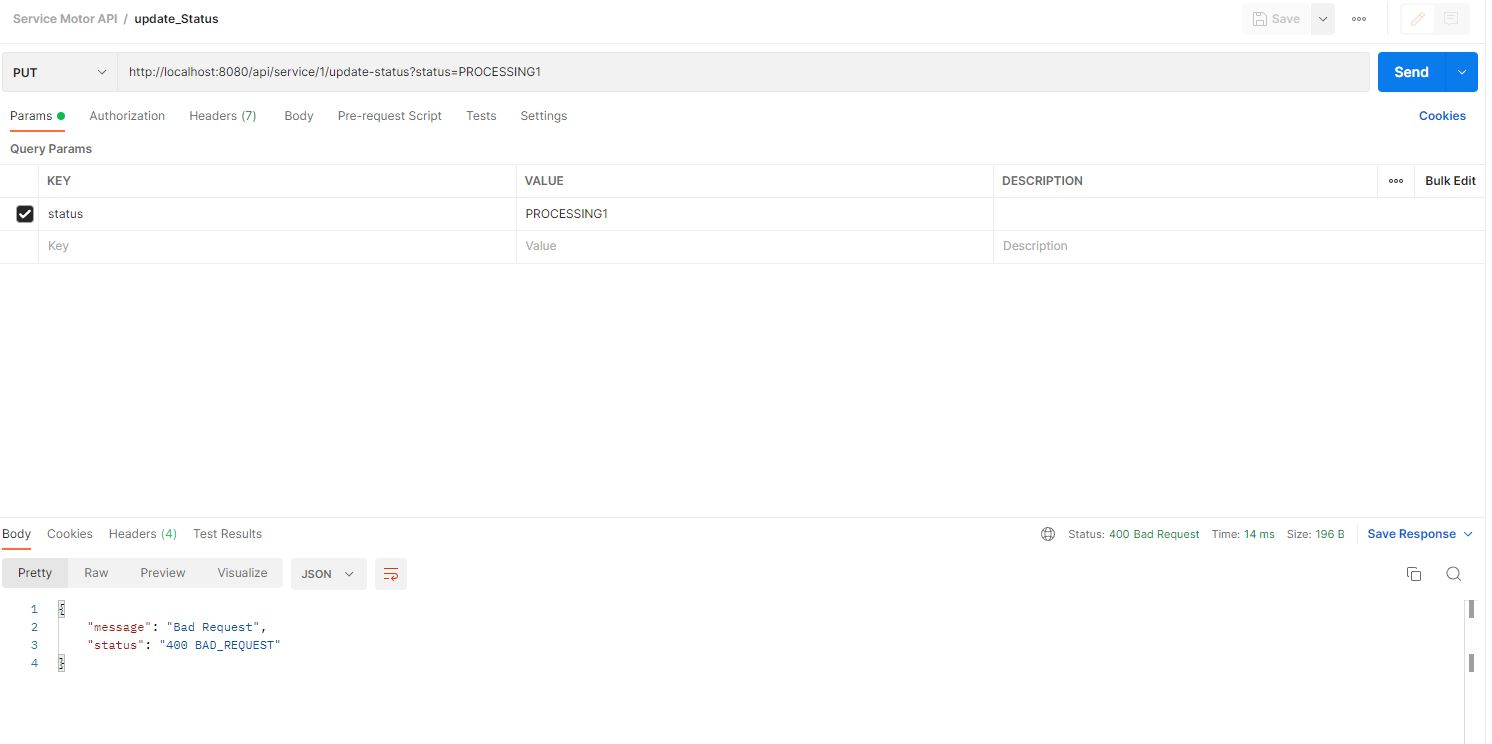 Service Motor API / update_Status
Save
PUT
http://localhost:8080/api/service/1/update-status?status=PROCESSING1
Send
Params Authorization Headers (7) Body Pre-request Script Tests Settings Cookies
Query Params
KEY VALUE DESCRIPTION Bulk Edit
status PROCESSING1
Key Value Description
Body Cookies Headers (4) Test Results Status: 400 Bad Request Time: 14 ms Size: 196 B Save Response
Pretty Raw Preview Visualize JSON
1 {
2 "message": "Bad Request",
3 "status": "400 BAD_REQUEST"
4 }